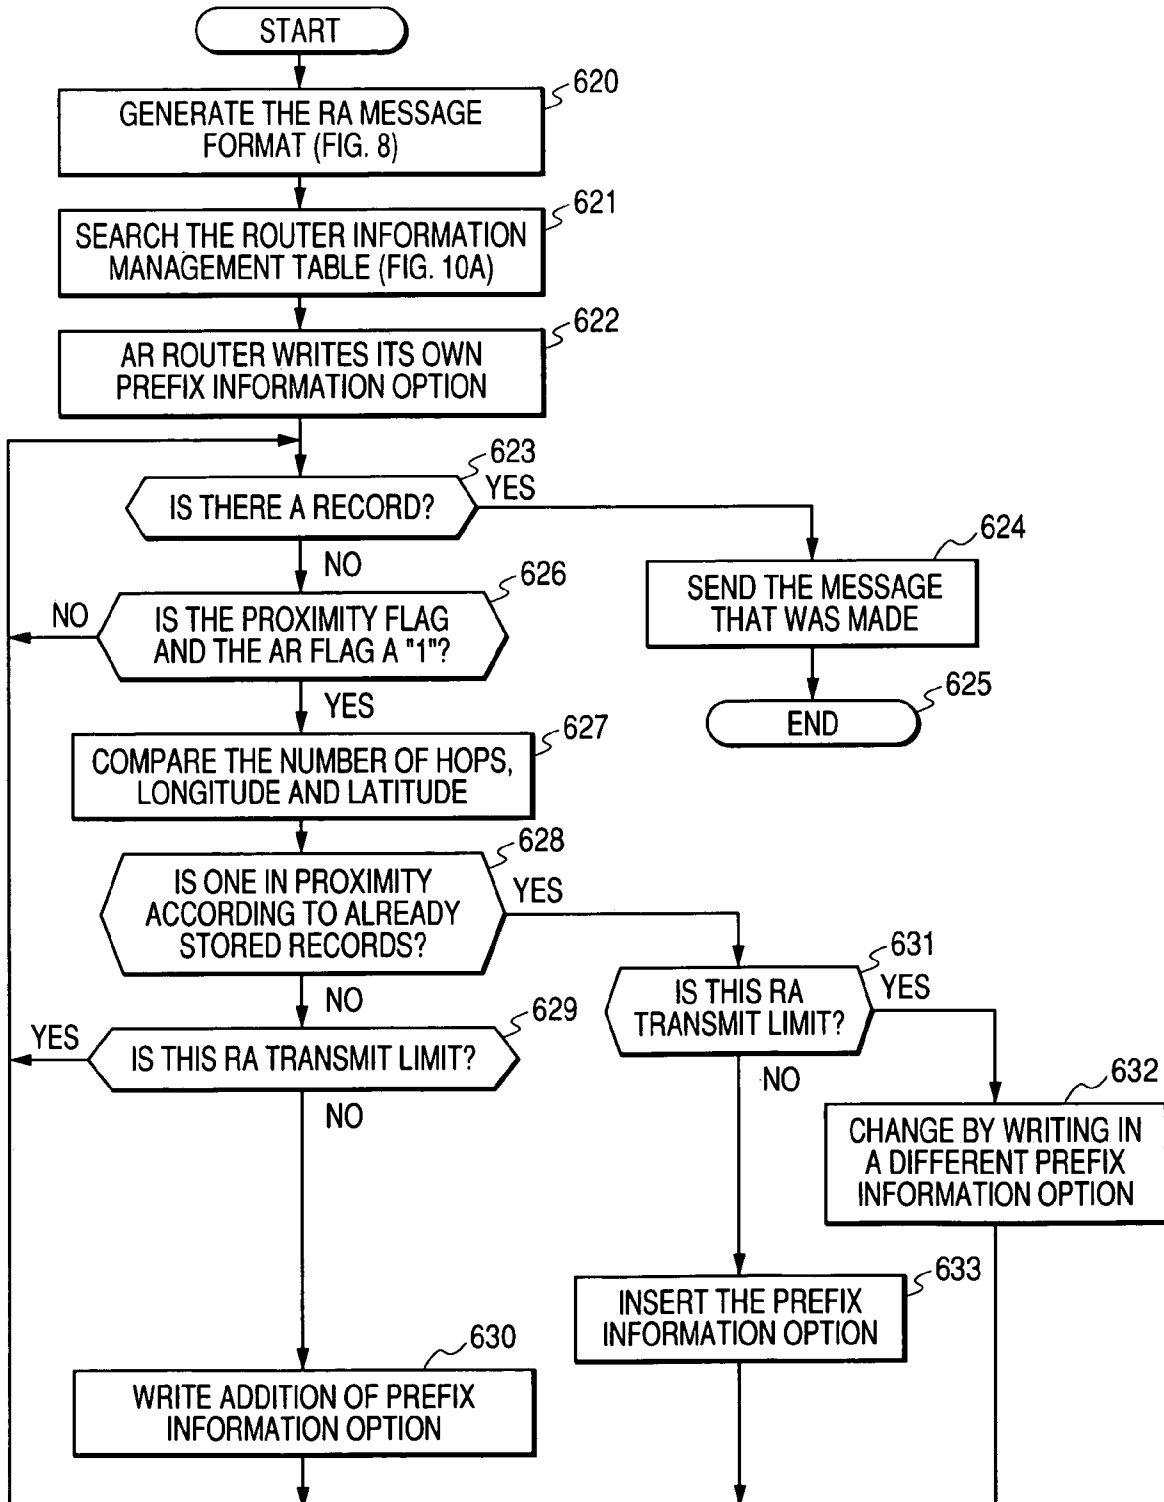 START
620
GENERATE THE RA MESSAGE
FORMAT (FIG. 8)
621
SEARCH THE ROUTER INFORMATION
MANAGEMENT TABLE (FIG. 10A)
622
AR ROUTER WRITES ITS OWN
PREFIX INFORMATION OPTION
623
IS THERE A RECORD?
YES
NO
624
SEND THE MESSAGE
THAT WAS MADE
625
END
626
IS THE PROXIMITY FLAG
AND THE AR FLAG A "1"?
NO
YES
627
COMPARE THE NUMBER OF HOPS,
LONGITUDE AND LATITUDE
628
IS ONE IN PROXIMITY
ACCORDING TO ALREADY
STORED RECORDS?
YES
NO
629
IS THIS RA TRANSMIT LIMIT?
YES
NO
631
IS THIS RA
TRANSMIT LIMIT?
YES
NO
632
CHANGE BY WRITING IN
A DIFFERENT PREFIX
INFORMATION OPTION
633
INSERT THE PREFIX
INFORMATION OPTION
630
WRITE ADDITION OF PREFIX
INFORMATION OPTION